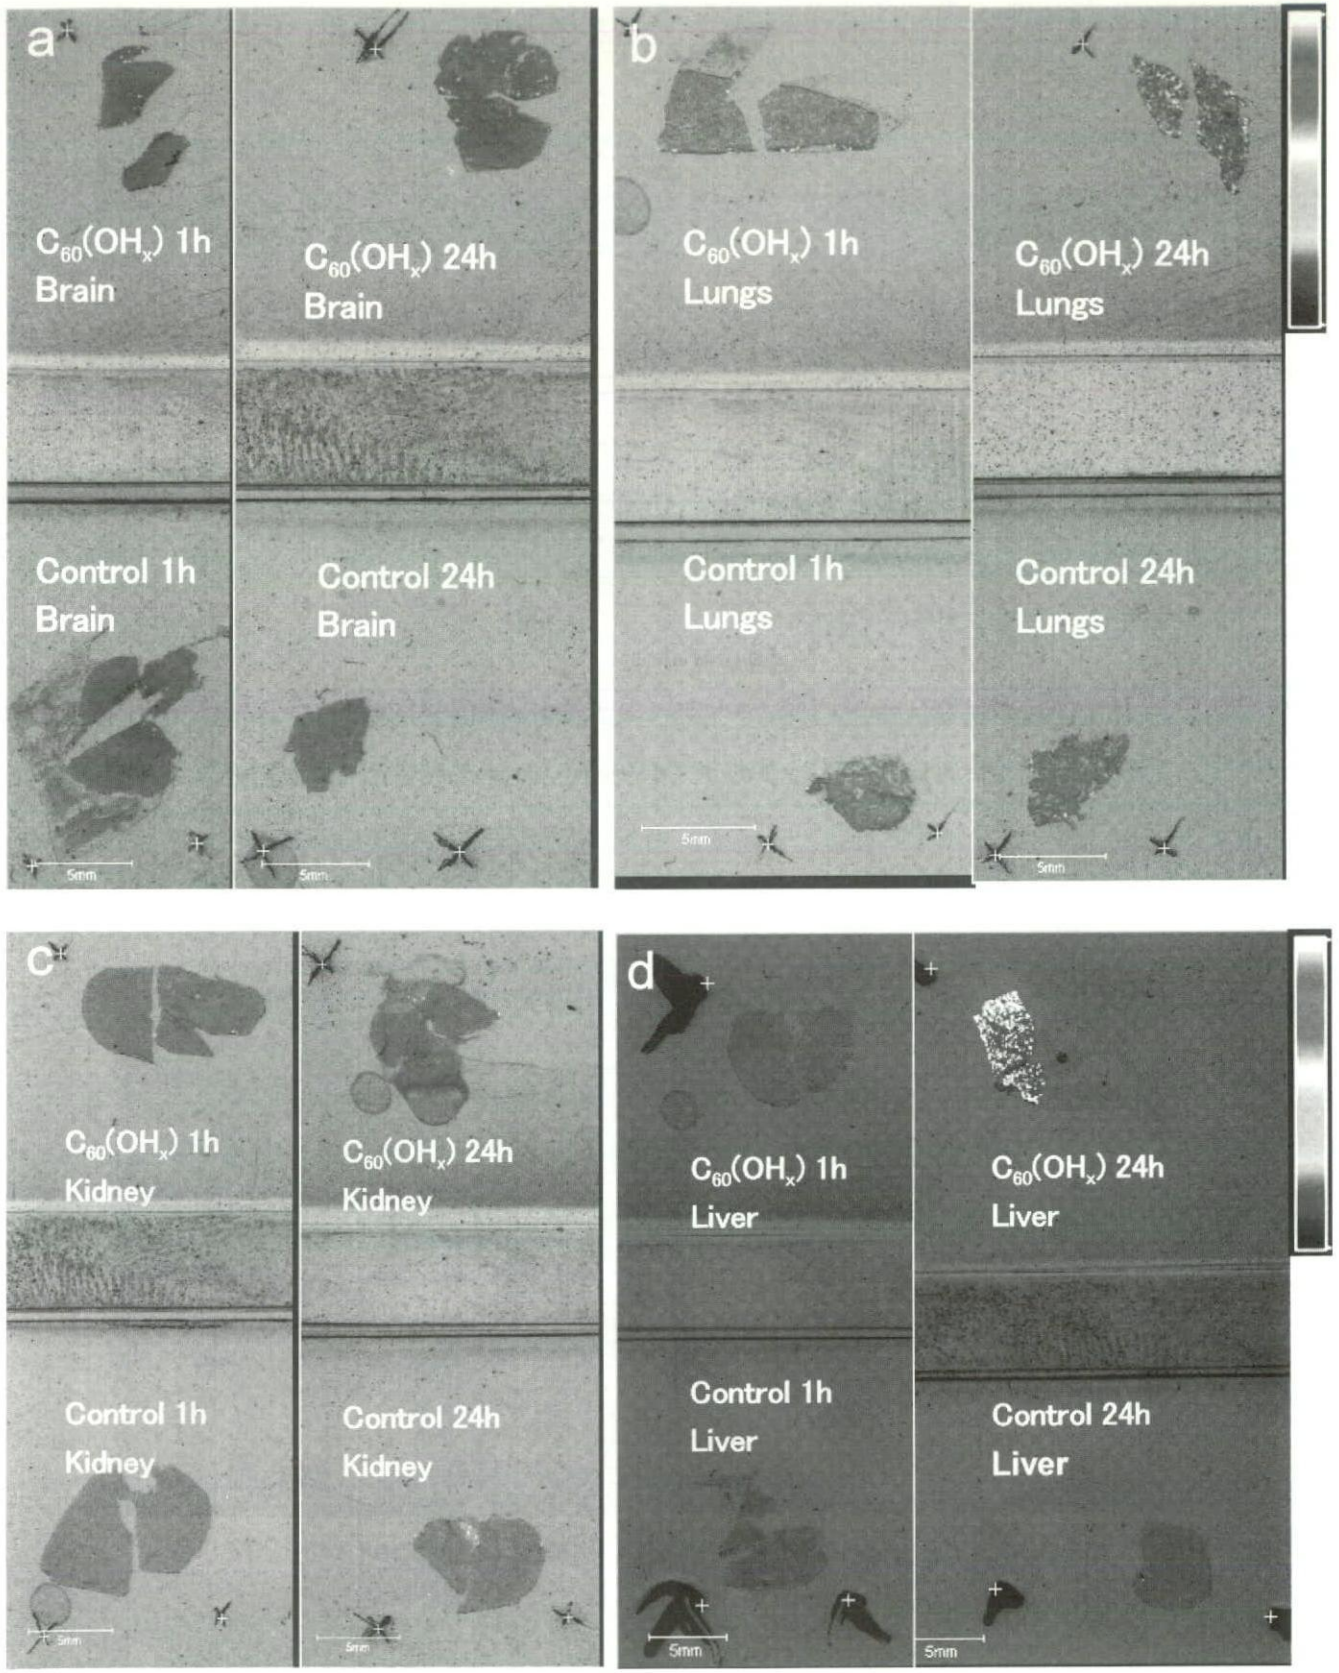 a
C₆₀(OHₓ) 1h
Brain
C₆₀(OHₓ) 24h
Brain
Control 1h
Brain
Control 24h
Brain
5mm
5mm
b
C₆₀(OHₓ) 1h
Lungs
C₆₀(OHₓ) 24h
Lungs
Control 1h
Lungs
Control 24h
Lungs
5mm
5mm
c
C₆₀(OHₓ) 1h
Kidney
C₆₀(OHₓ) 24h
Kidney
Control 1h
Kidney
Control 24h
Kidney
5mm
5mm
d
C₆₀(OHₓ) 1h
Liver
C₆₀(OHₓ) 24h
Liver
Control 1h
Liver
Control 24h
Liver
5mm
5mm